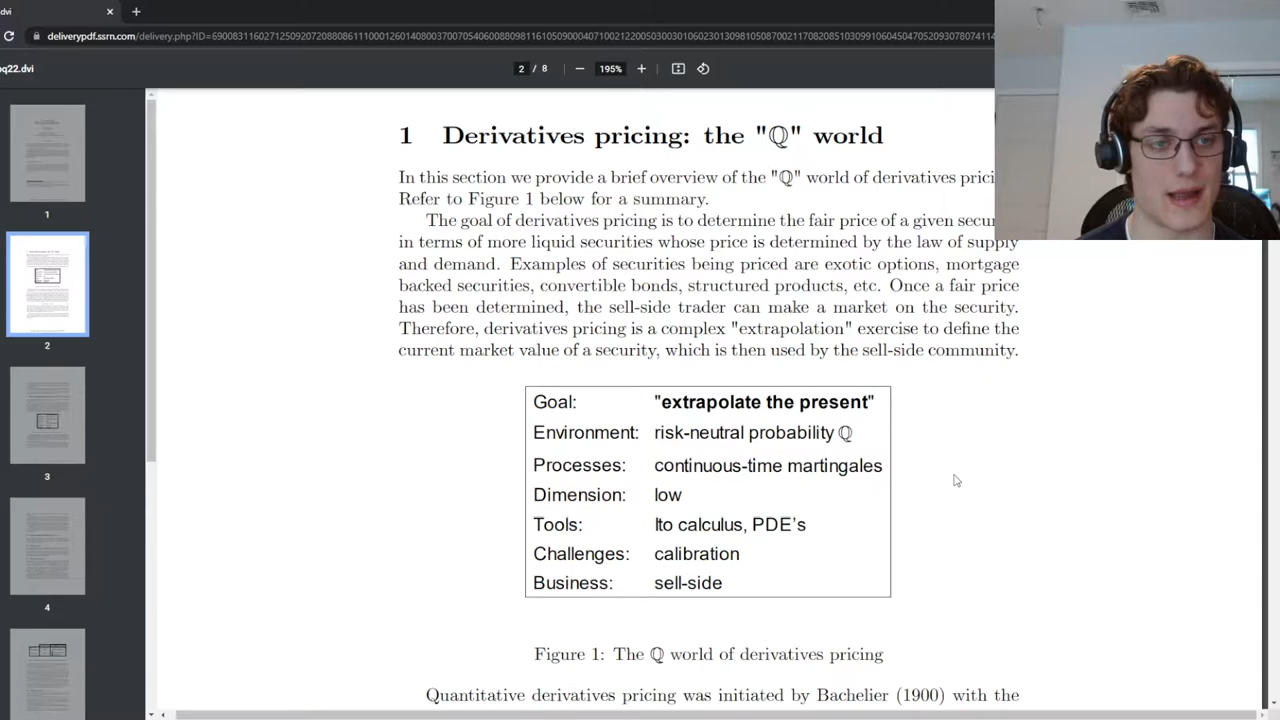 dvi
deliverypdf.ssrn.com/delivery.php?ID=
pq22.dvi
2 / 8
195%
1 Derivatives pricing: the "ℚ" world
In this section we provide a brief overview of the "ℚ" world of derivatives
Refer to Figure 1 below for a summary.
The goal of derivatives pricing is to determine the fair price of a given
in terms of more liquid securities whose price is determined by the law of supply
and demand. Examples of securities being priced are exotic options, mortgage
backed securities, convertible bonds, structured products, etc. Once a fair price
has been determined, the sell-side trader can make a market on the security.
Therefore, derivatives pricing is a complex "extrapolation" exercise to define the
current market value of a security, which is then used by the sell-side community.
Goal: "extrapolate the present"
Environment: risk-neutral probability ℚ
Processes: continuous-time martingales
Dimension: low
Tools: Ito calculus, PDE's
Challenges: calibration
Business: sell-side
Figure 1: The ℚ world of derivatives pricing
Quantitative derivatives pricing was initiated by Bachelier (1900) with the
1
2
3
4